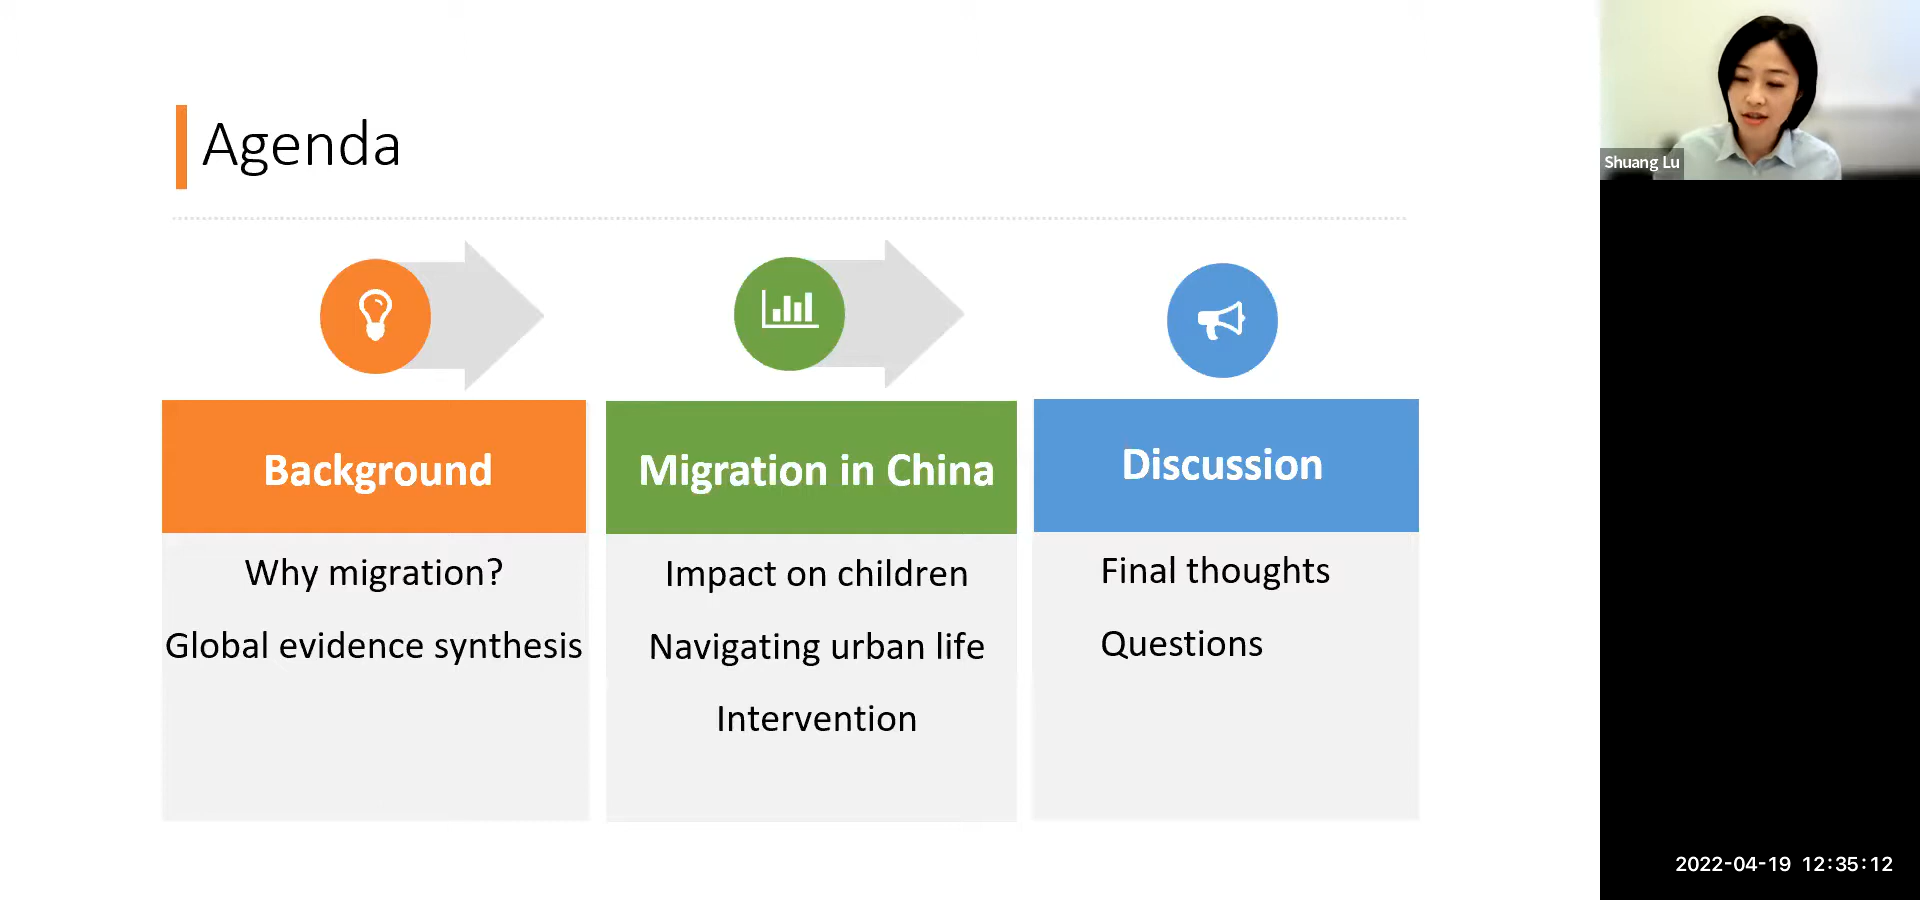 Agenda
Background
Why migration?
Global evidence synthesis
Migration in China
Impact on children
Navigating urban life
Intervention
Discussion
Final thoughts
Questions
Shuang Lu
2022-04-19 12:35:12